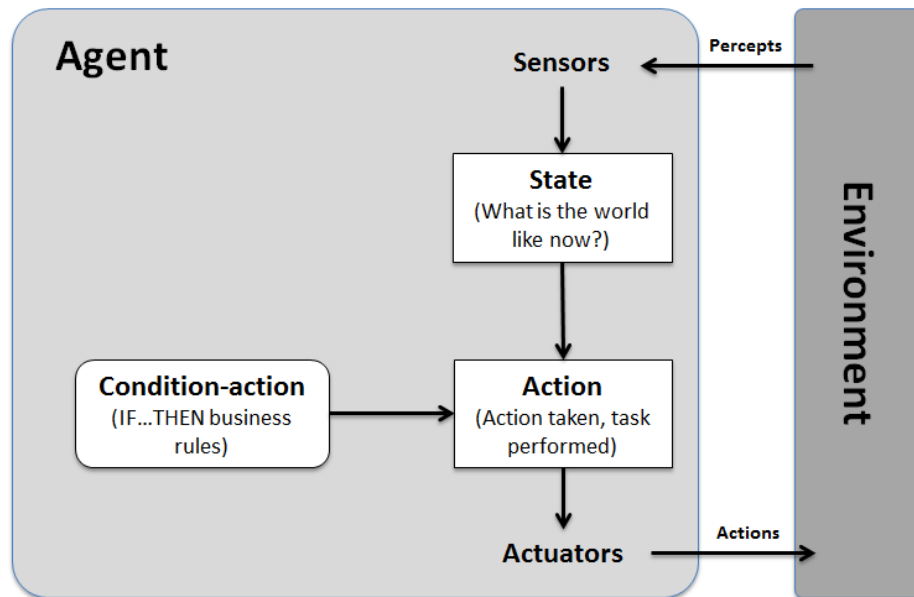 Agent
Sensors
Percepts
State
(What is the world
like now?)
Environment
Condition-action
(IF...THEN business
rules)
Action
(Action taken, task
performed)
Actuators
Actions